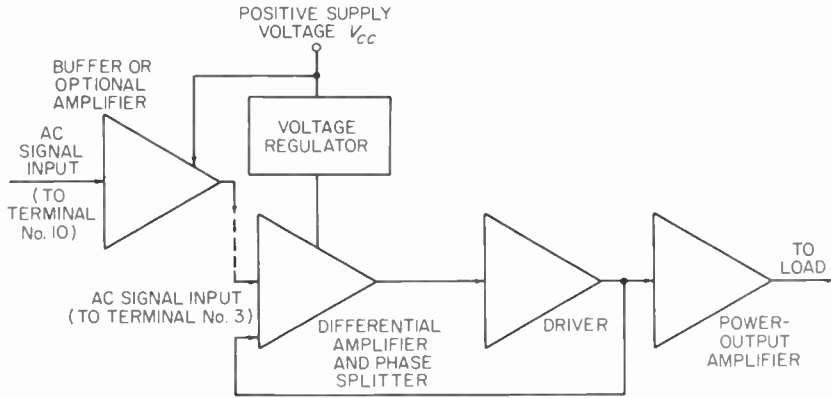 POSITIVE SUPPLY
VOLTAGE VCC
BUFFER OR
OPTIONAL
AMPLIFIER
VOLTAGE
REGULATOR
AC
SIGNAL
INPUT
(TO
TERMINAL
No. 10)
AC SIGNAL INPUT
(TO TERMINAL No. 3)
DIFFERENTIAL
AMPLIFIER
AND PHASE
SPLITTER
DRIVER
TO
LOAD
POWER-
OUTPUT
AMPLIFIER